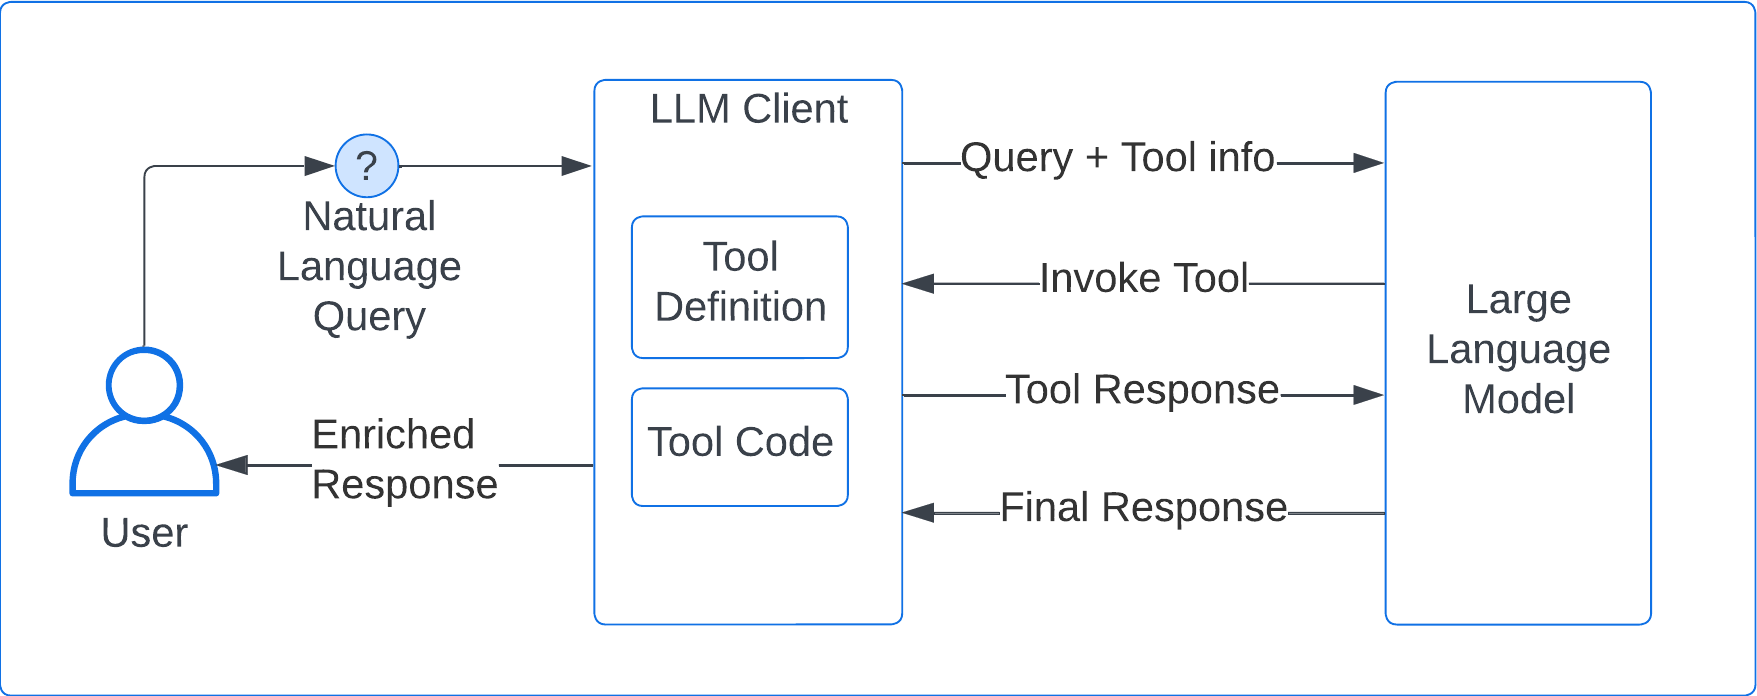 LLM Client
?
Natural
Language
Query
Query + Tool info
Tool
Definition
Invoke Tool
Large
Language
Model
Tool Response
Tool Code
Enriched
Response
Final Response
User